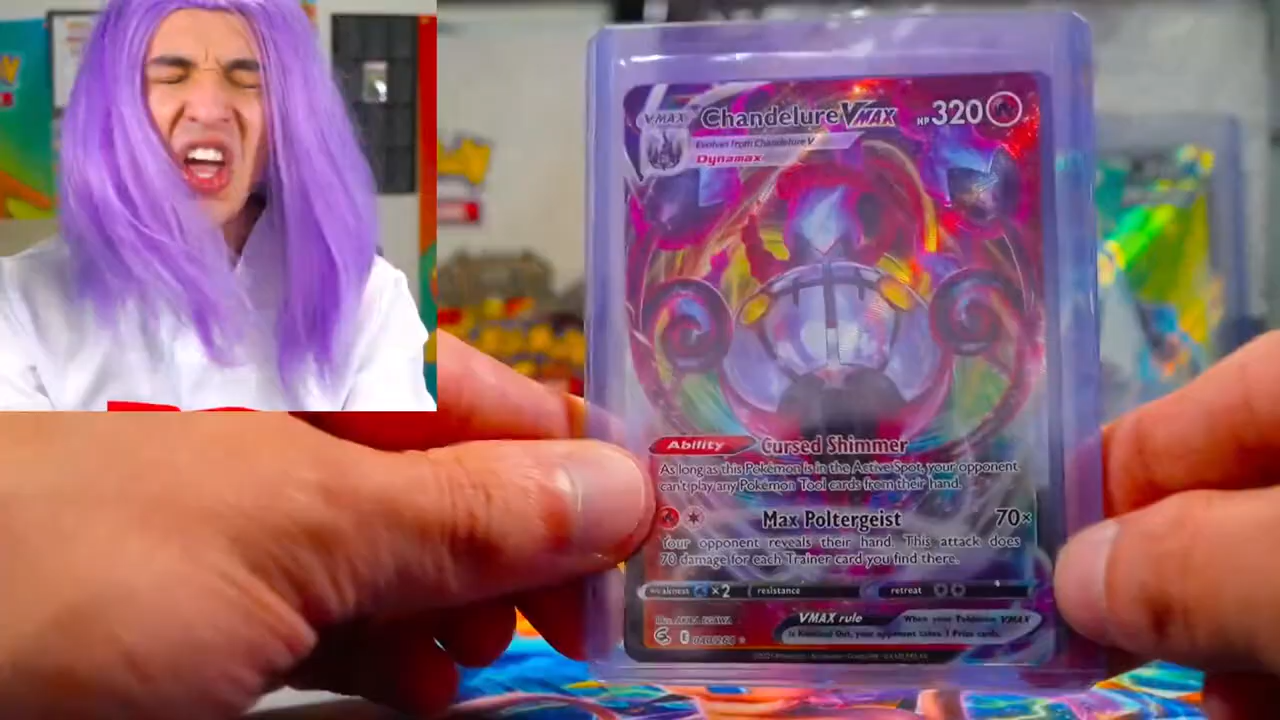 VMAX
Chandelure VMAX HP 320
Evolves from Chandelure V
Dynamax
Ability Cursed Shimmer
As long as this Pokémon is in the Active Spot, your opponent
can't play any Pokémon Tool cards from their hand.
Max Poltergeist 70×
Your opponent reveals their hand. This attack does
70 damage for each Trainer card you find there.
weakness ×2 resistance retreat
VMAX rule When your Pokémon VMAX
is Knocked Out, your opponent takes 3 Prize cards.
040/264